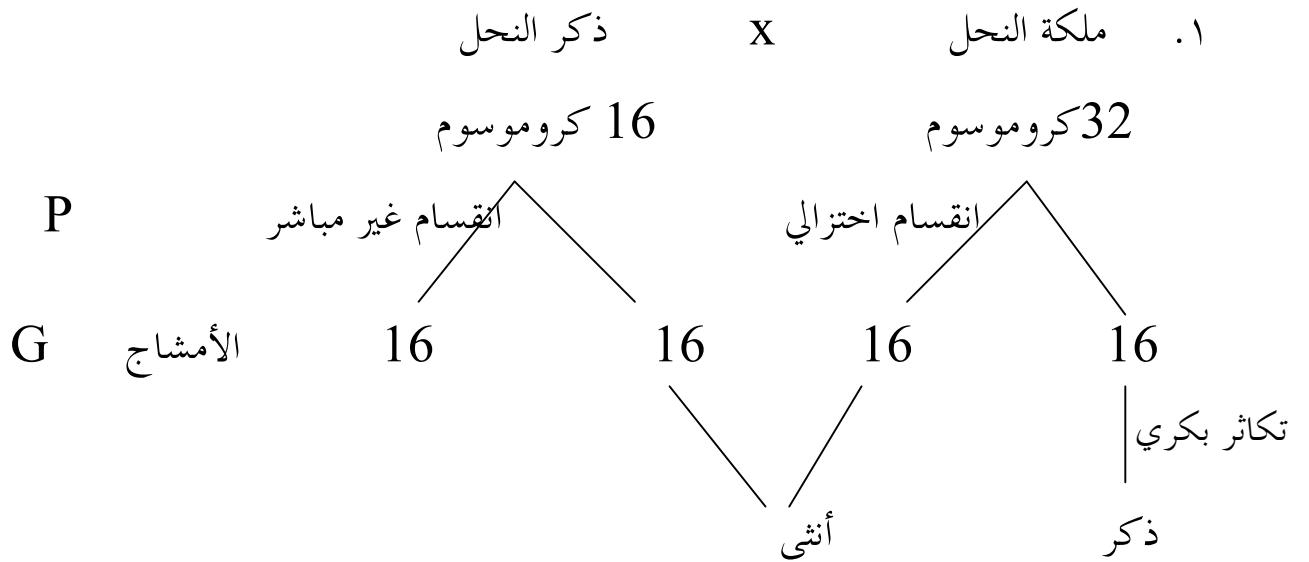 ١. ملكة النحل x ذكر النحل
32كروموسوم 16 كروموسوم
انقسام اختزالي انقسام غير مباشر P
16 16 16 16 الأمشاج G
تكاثر بكري
ذكر أنثى